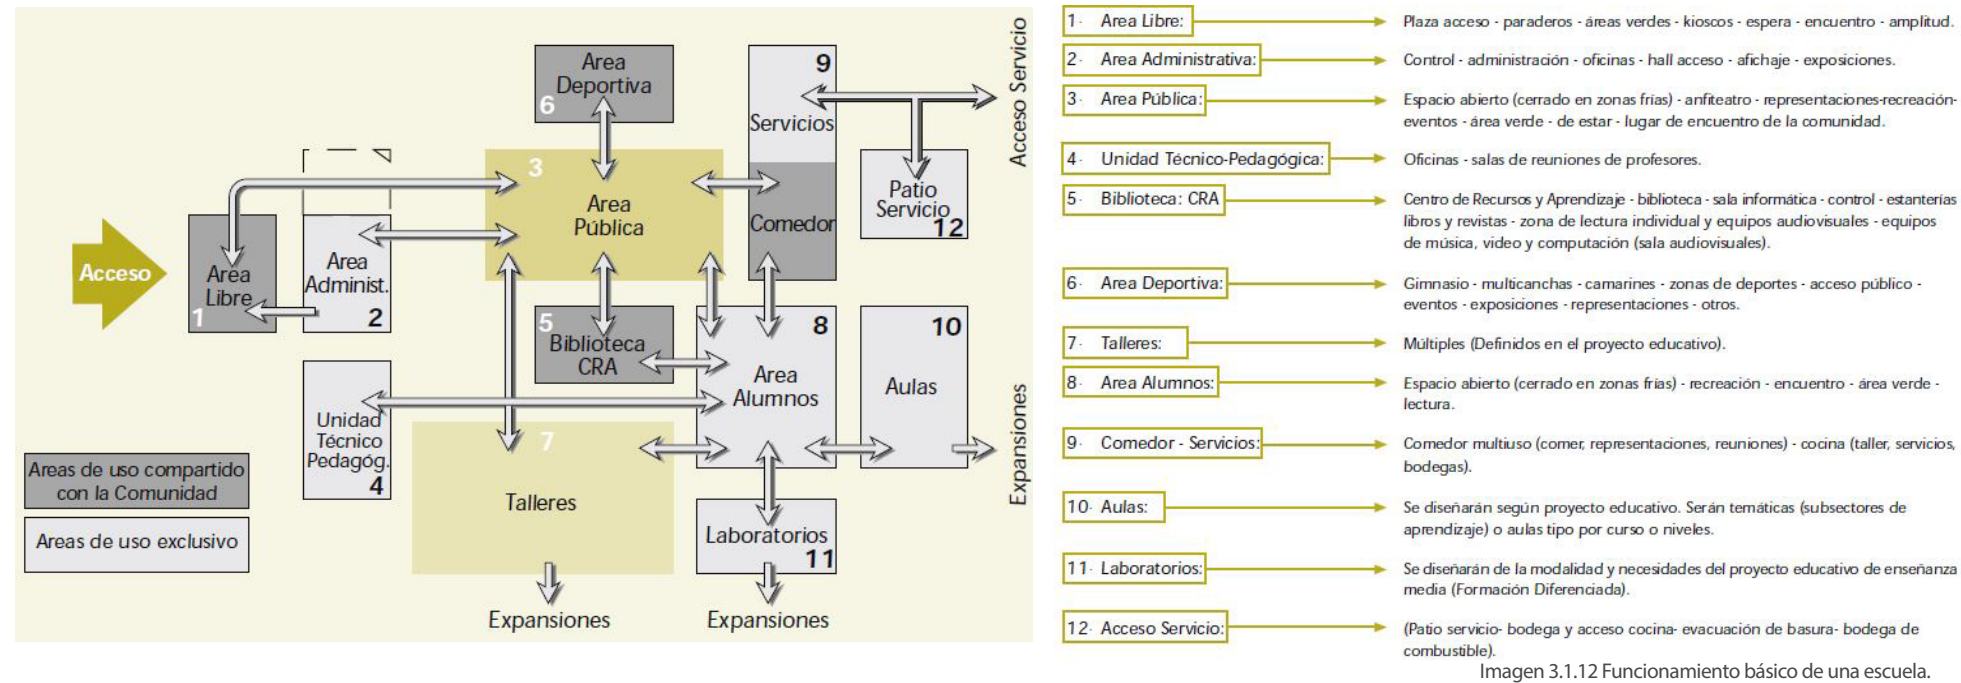 Acceso
Area
Libre
1
Area
Administ.
2
3
Area
Pública
Area
Deportiva
6
9
Servicios
Comedor
Acceso Servicio
Patio
Servicio
12
5
Biblioteca
CRA
8
Area
Alumnos
10
Aulas
Expansiones
Unidad
Técnico
Pedagóg.
4
7
Talleres
Laboratorios
11
Expansiones
Expansiones
Areas de uso compartido
con la Comunidad
Areas de uso exclusivo
1· Area Libre:
Plaza acceso - paraderos - áreas verdes - kioscos - espera - encuentro - amplitud.
2· Area Administrativa:
Control - administración - oficinas - hall acceso - afichaje - exposiciones.
3· Area Pública:
Espacio abierto (cerrado en zonas frías) - anfiteatro - representaciones-recreación-
eventos - área verde - de estar - lugar de encuentro de la comunidad.
4· Unidad Técnico-Pedagógica:
Oficinas - salas de reuniones de profesores.
5· Biblioteca: CRA
Centro de Recursos y Aprendizaje - biblioteca - sala informática - control - estanterías
libros y revistas - zona de lectura individual y equipos audiovisuales - equipos
de música, video y computación (sala audiovisuales).
6· Area Deportiva:
Gimnasio - multicanchas - camarines - zonas de deportes - acceso público -
eventos - exposiciones - representaciones - otros.
7· Talleres:
Múltiples (Definidos en el proyecto educativo).
8· Area Alumnos:
Espacio abierto (cerrado en zonas frías) - recreación - encuentro - área verde -
lectura.
9· Comedor - Servicios:
Comedor multiuso (comer, representaciones, reuniones) - cocina (taller, servicios,
bodegas).
10· Aulas:
Se diseñarán según proyecto educativo. Serán temáticas (subsectores de
aprendizaje) o aulas tipo por curso o niveles.
11· Laboratorios:
Se diseñarán de la modalidad y necesidades del proyecto educativo de enseñanza
media (Formación Diferenciada).
12· Acceso Servicio:
(Patio servicio- bodega y acceso cocina- evacuación de basura- bodega de
combustible).
Imagen 3.1.12 Funcionamiento básico de una escuela.